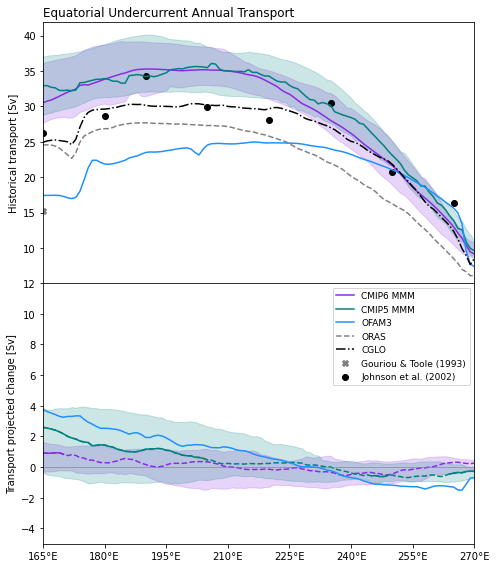 Equatorial Undercurrent Annual Transport
Historical transport [Sv]
40
35
30
25
20
15
10
Transport projected change [Sv]
12
10
8
6
4
2
0
−2
−4
CMIP6 MMM
CMIP5 MMM
OFAM3
ORAS
CGLO
Gouriou & Toole (1993)
Johnson et al. (2002)
165°E 180°E 195°E 210°E 225°E 240°E 255°E 270°E